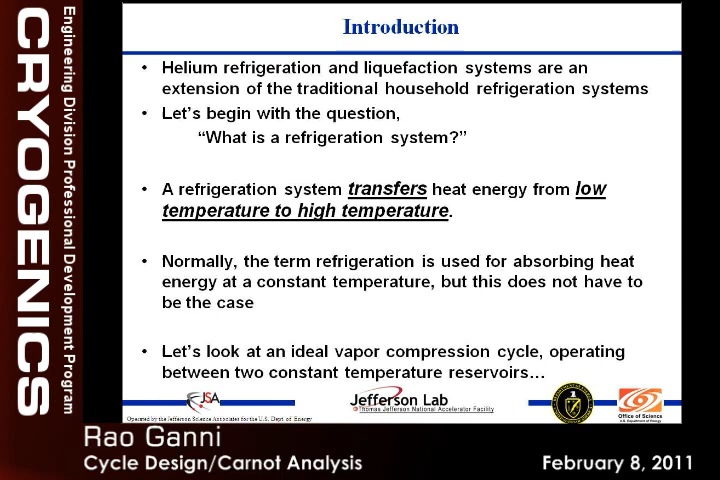 Engineering Division Professional Development Program
CRYOGENICS
Introduction
• Helium refrigeration and liquefaction systems are an
extension of the traditional household refrigeration systems
• Let's begin with the question,
"What is a refrigeration system?"
• A refrigeration system transfers heat energy from low
temperature to high temperature.
• Normally, the term refrigeration is used for absorbing heat
energy at a constant temperature, but this does not have to
be the case
• Let's look at an ideal vapor compression cycle, operating
between two constant temperature reservoirs…
JSA
Jefferson Lab
Thomas Jefferson National Accelerator Facility
Office of Science
U.S. Department of Energy
Operated by the Jefferson Science Associates for the U.S. Dept. of Energy
Rao Ganni
Cycle Design/Carnot Analysis
February 8, 2011